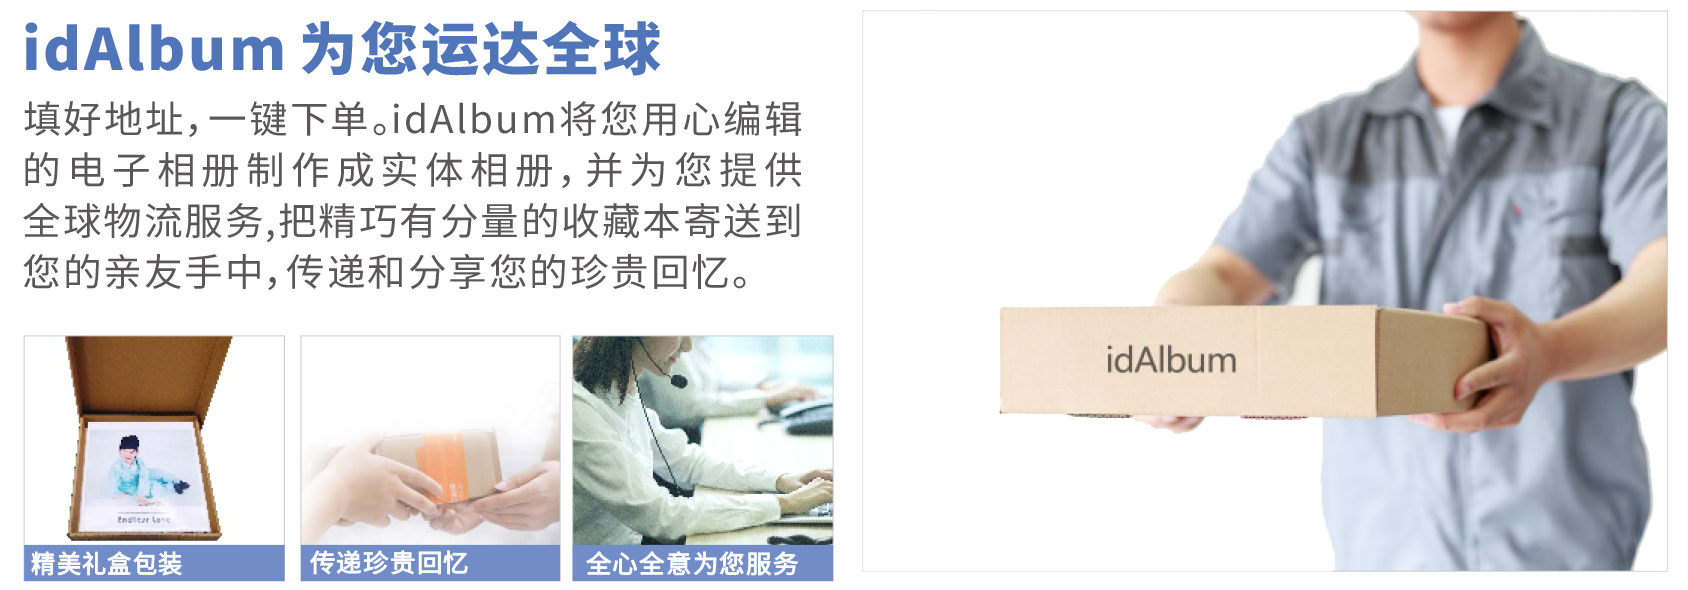 idAlbum 为您运达全球
填好地址，一键下单。idAlbum将您用心编辑
的电子相册制作成实体相册，并为您提供
全球物流服务,把精巧有分量的收藏本寄送到
您的亲友手中，传递和分享您的珍贵回忆。
idAlbum
精美礼盒包装
传递珍贵回忆
全心全意为您服务